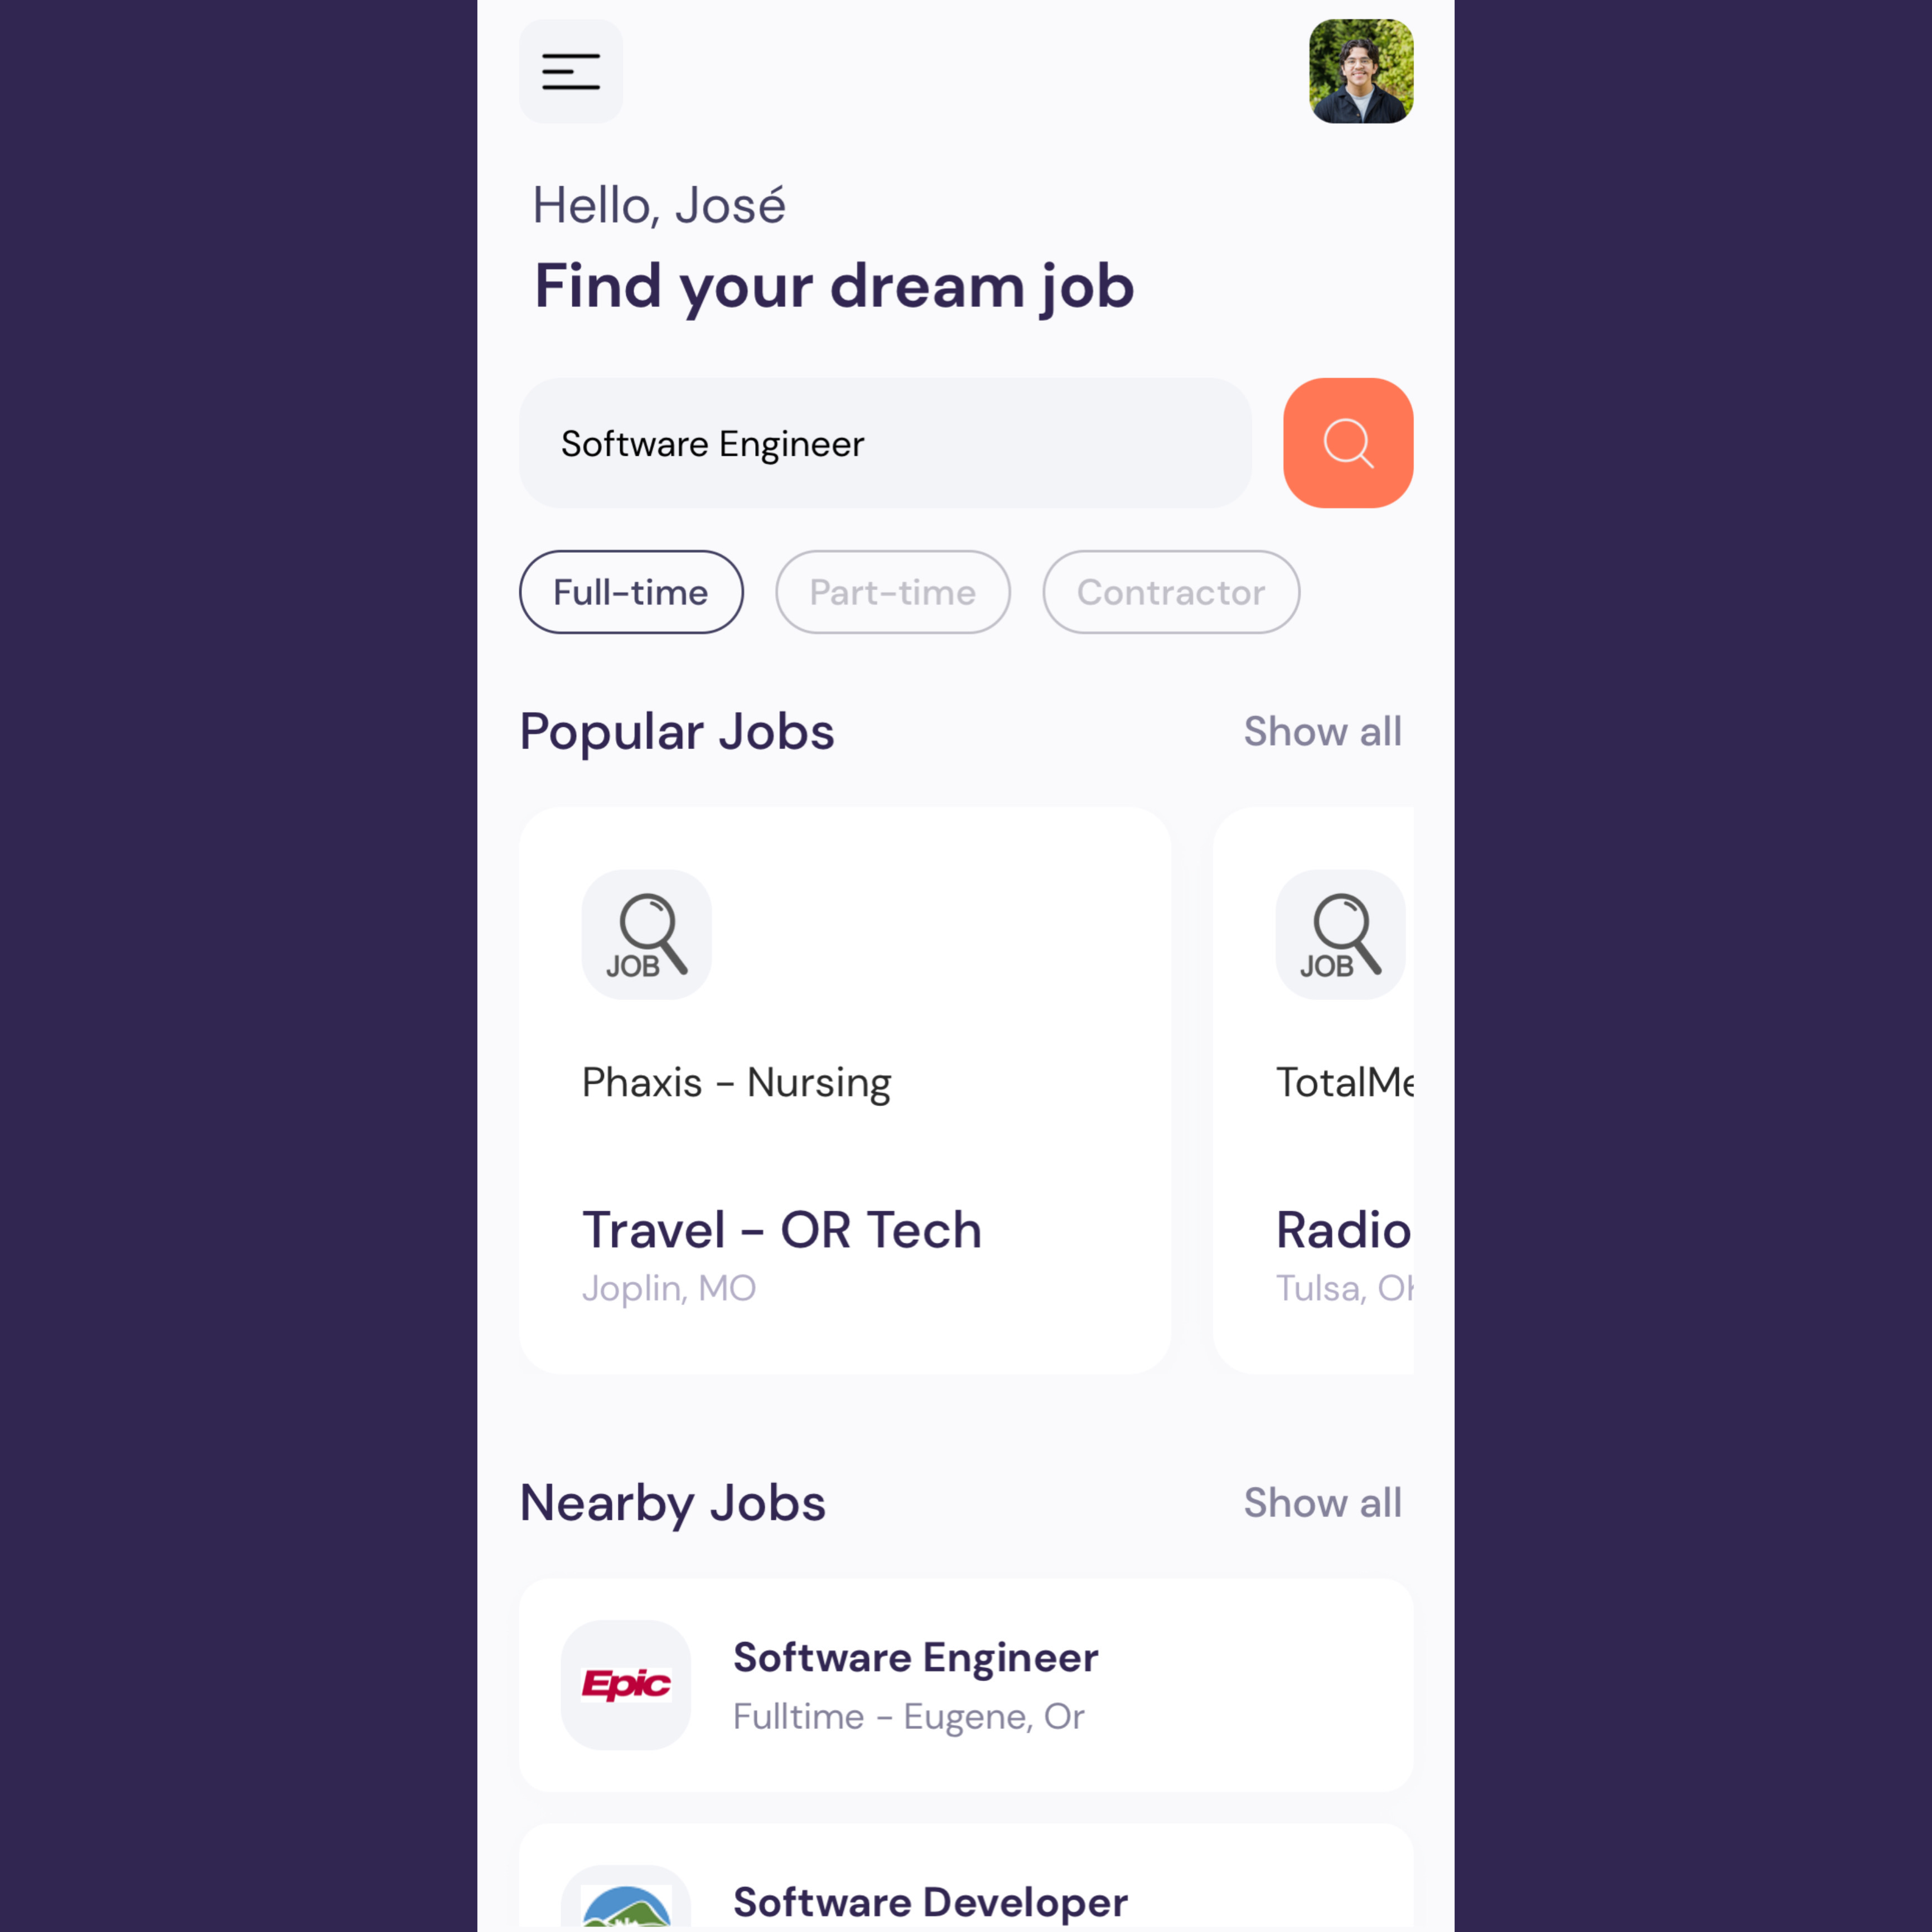 Hello, José
Find your dream job
Software Engineer
Full-time
Part-time
Contractor
Popular Jobs
Show all
JOB
Phaxis - Nursing
Travel - OR Tech
Joplin, MO
JOB
TotalMe
Radio
Tulsa, OK
Nearby Jobs
Show all
Epic
Software Engineer
Fulltime - Eugene, Or
Software Developer